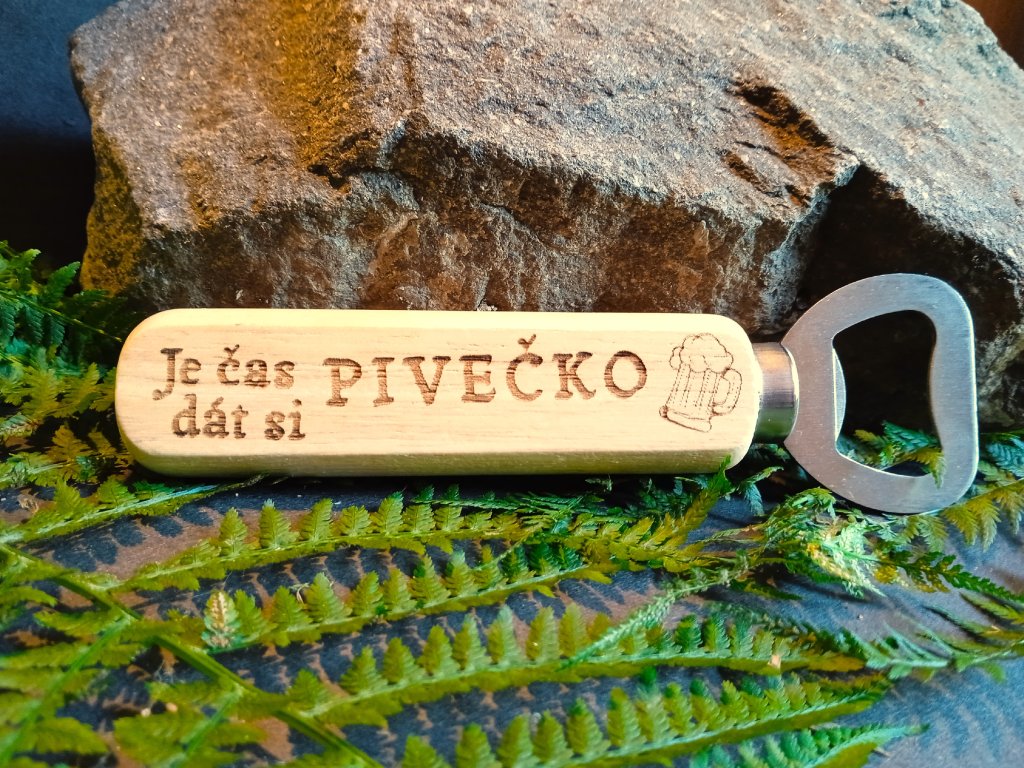 Je čas
dát si
PIVEČKO